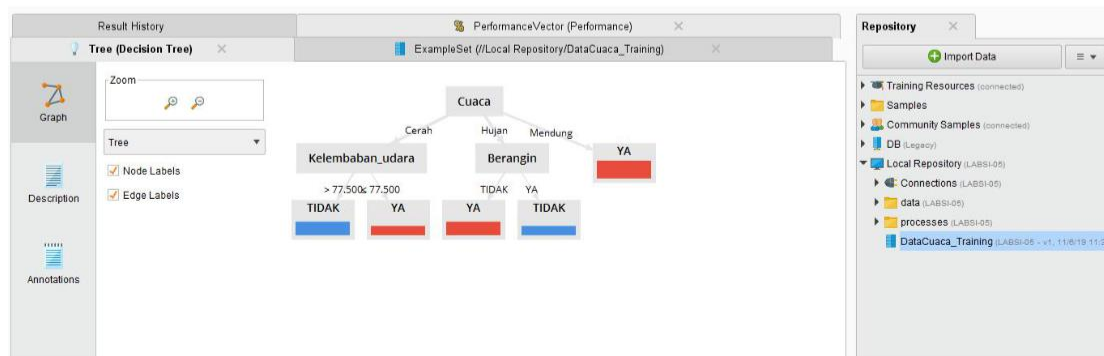 Result History
PerformanceVector (Performance)
Repository
Tree (Decision Tree)
ExampleSet (//Local Repository/DataCuaca_Training)
Import Data
Graph
Description
Annotations
Zoom
Tree
Node Labels
Edge Labels
Cuaca
Cerah
Hujan
Mendung
Kelembaban_udara
Berangin
YA
> 77.500
≤ 77.500
TIDAK
YA
TIDAK
YA
YA
TIDAK
Training Resources (connected)
Samples
Community Samples (connected)
DB (Legacy)
Local Repository (LABSI-05)
Connections (LABSI-05)
data (LABSI-05)
processes (LABSI-05)
DataCuaca_Training (LABSI-05 - v1, 11/6/19 11: